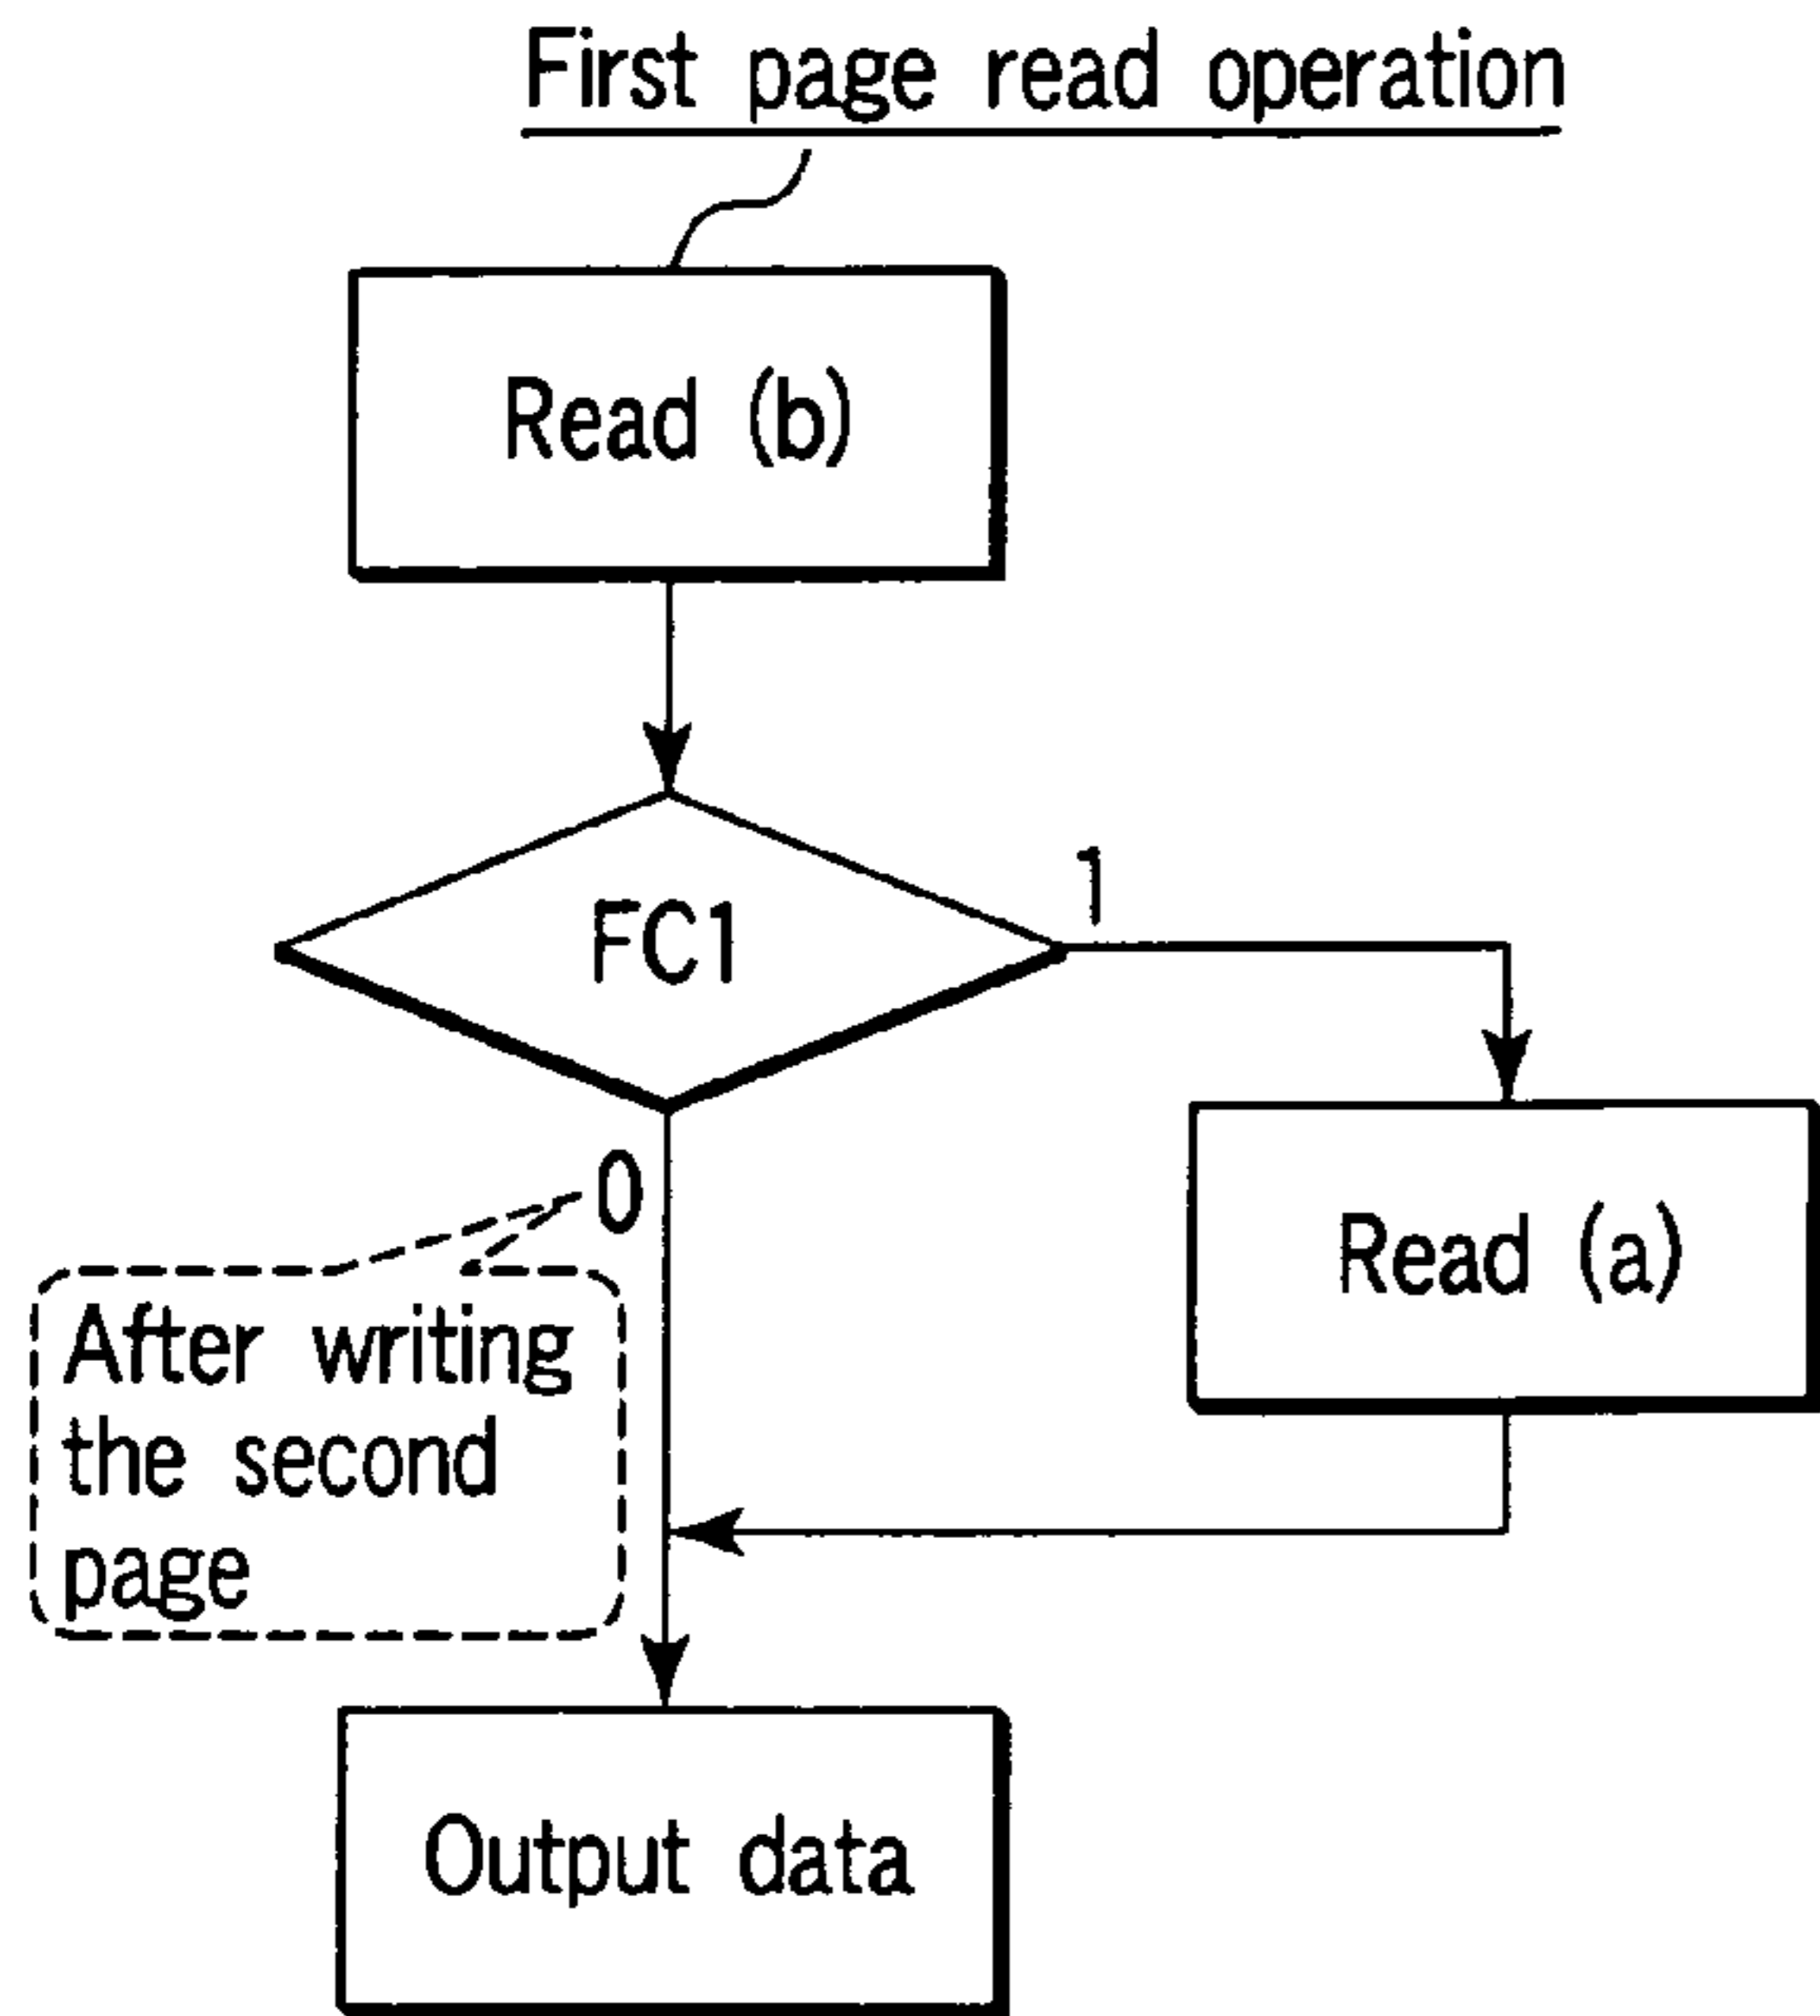 First page read operation
Read (b)
FC1
1
0
Read (a)
After writing
the second
page
Output data